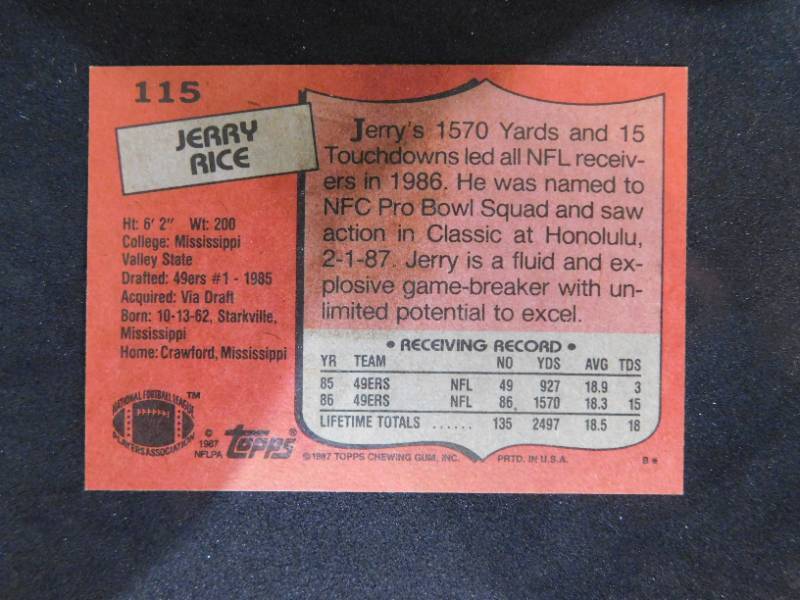 115
JERRY
RICE
Ht: 6' 2" Wt: 200
College: Mississippi
Valley State
Drafted: 49ers #1 - 1985
Acquired: Via Draft
Born: 10-13-62, Starkville,
Mississippi
Home: Crawford, Mississippi
NATIONAL FOOTBALL LEAGUE
PLAYERS ASSOCIATION
TM
© 1987
NFLPA
Topps®
Jerry's 1570 Yards and 15
Touchdowns led all NFL receiv-
ers in 1986. He was named to
NFC Pro Bowl Squad and saw
action in Classic at Honolulu,
2-1-87. Jerry is a fluid and ex-
plosive game-breaker with un-
limited potential to excel.
• RECEIVING RECORD •
YR TEAM NO YDS AVG TDS
85 49ERS NFL 49 927 18.9 3
86 49ERS NFL 86 1570 18.3 15
LIFETIME TOTALS ...... 135 2497 18.5 18
©1987 TOPPS CHEWING GUM, INC. PRTD. IN U.S.A. B*